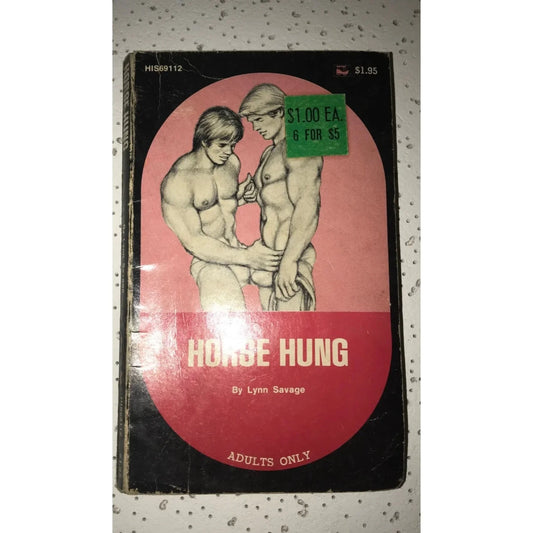 HIS69112
$1.95
$1.00 EA.
6 FOR $5
HORSE HUNG
By Lynn Savage
ADULTS ONLY